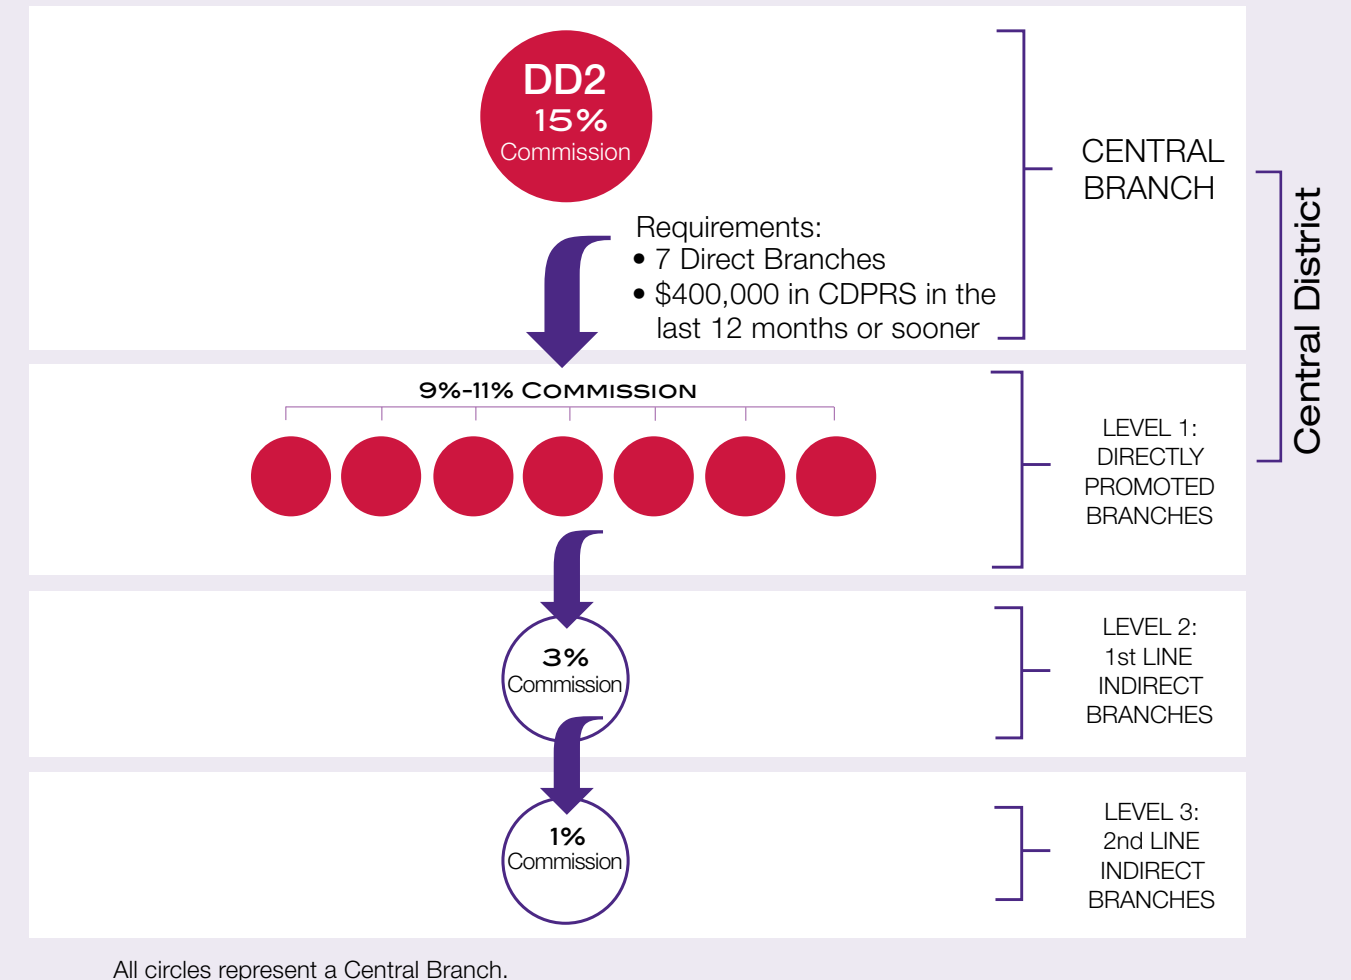 DD2
15%
Commission
Requirements:
• 7 Direct Branches
• $400,000 in CDPRS in the
last 12 months or sooner
CENTRAL
BRANCH
Central District
9%-11% COMMISSION
LEVEL 1:
DIRECTLY
PROMOTED
BRANCHES
3%
Commission
LEVEL 2:
1st LINE
INDIRECT
BRANCHES
1%
Commission
LEVEL 3:
2nd LINE
INDIRECT
BRANCHES
All circles represent a Central Branch.